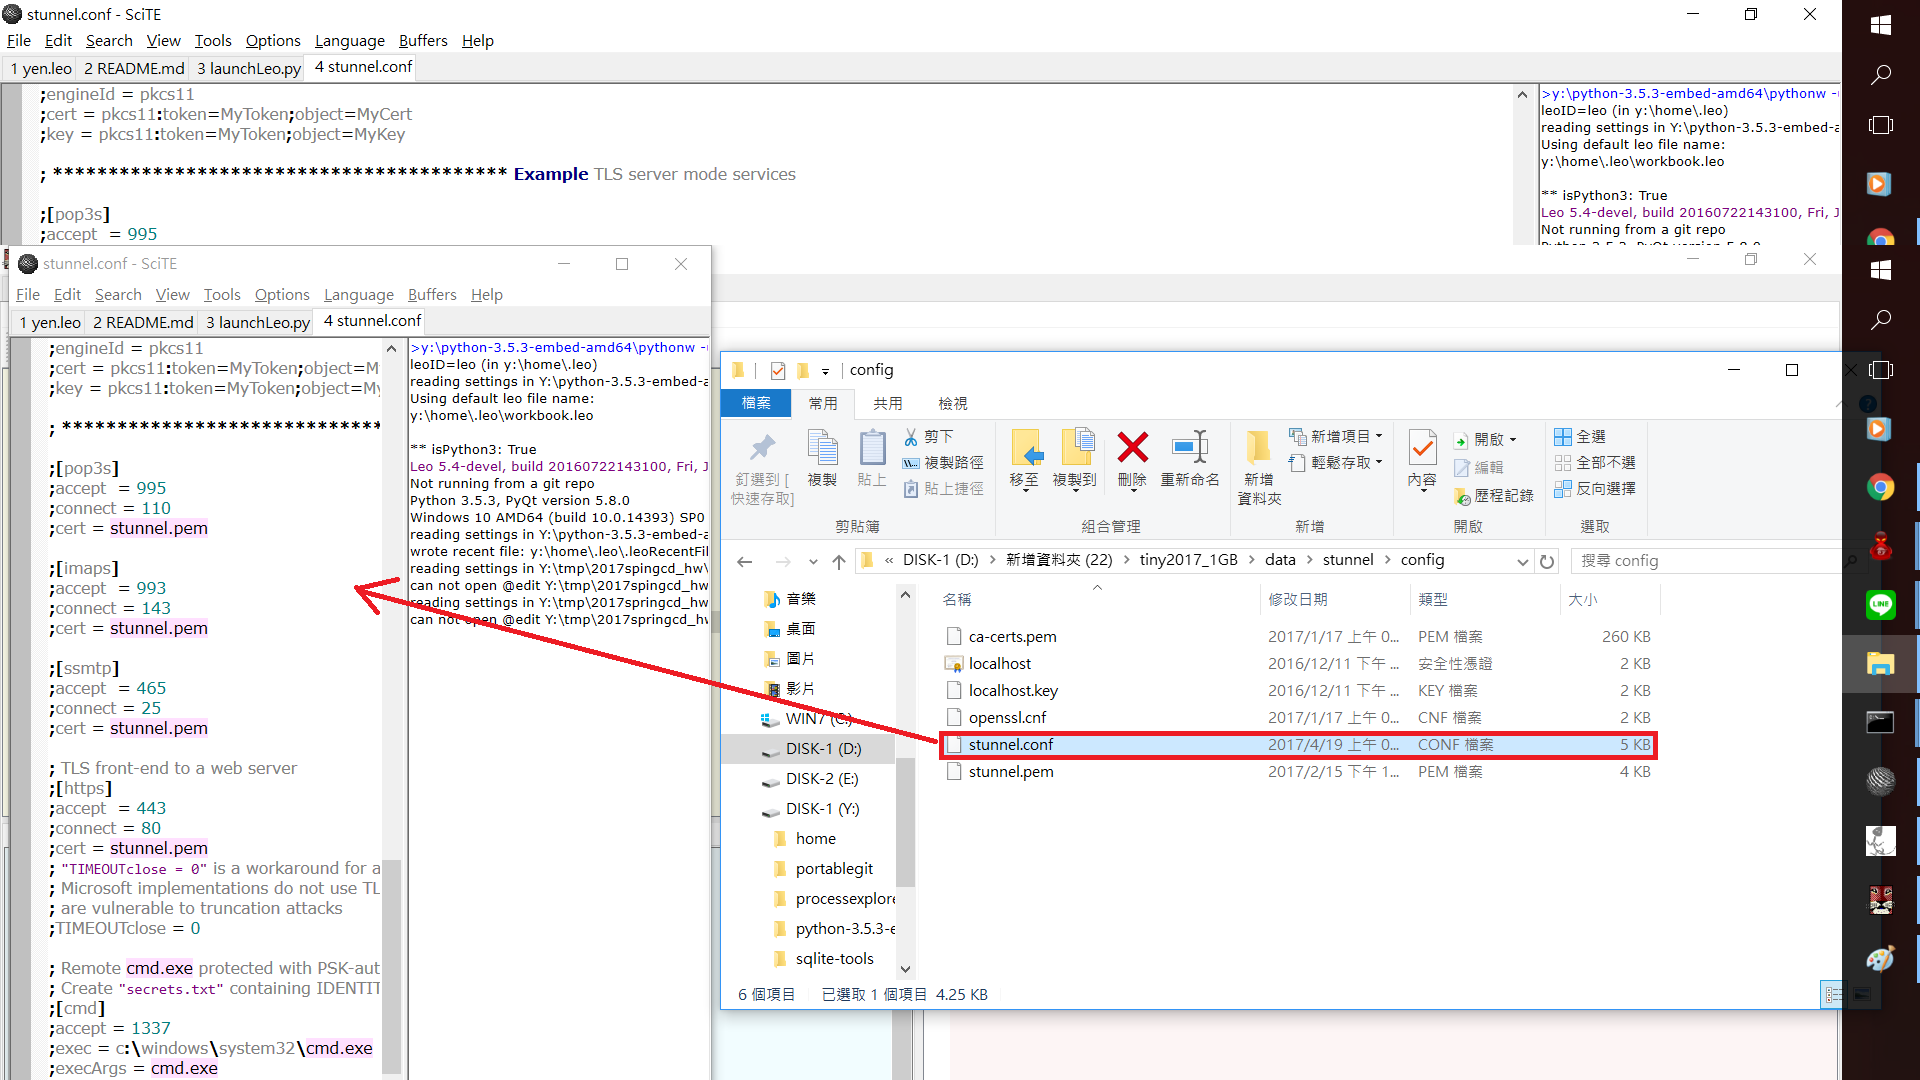 stunnel.conf - SciTE
File Edit Search View Tools Options Language Buffers Help
1 yen.leo 2 README.md 3 launchLeo.py 4 stunnel.conf
;engineId = pkcs11
;cert = pkcs11:token=MyToken;object=MyCert
;key = pkcs11:token=MyToken;object=MyKey
; ***************************************** Example TLS server mode services
;[pop3s]
;accept = 995
>y:\python-3.5.3-embed-amd64\pythonw -
leoID=leo (in y:\home\.leo)
reading settings in Y:\python-3.5.3-embed-a
Using default leo file name:
y:\home\.leo\workbook.leo
** isPython3: True
Leo 5.4-devel, build 20160722143100, Fri, J
Not running from a git repo
Python 3.5.3, PyQt version 5.8.0
stunnel.conf - SciTE
File Edit Search View Tools Options Language Buffers Help
1 yen.leo 2 README.md 3 launchLeo.py 4 stunnel.conf
;engineId = pkcs11
;cert = pkcs11:token=MyToken;object=M
;key = pkcs11:token=MyToken;object=My
; *****************************
;[pop3s]
;accept = 995
;connect = 110
;cert = stunnel.pem
;[imaps]
;accept = 993
;connect = 143
;cert = stunnel.pem
;[ssmtp]
;accept = 465
;connect = 25
;cert = stunnel.pem
; TLS front-end to a web server
;[https]
;accept = 443
;connect = 80
;cert = stunnel.pem
; "TIMEOUTclose = 0" is a workaround for a
; Microsoft implementations do not use TL
; are vulnerable to truncation attacks
;TIMEOUTclose = 0
; Remote cmd.exe protected with PSK-aut
; Create "secrets.txt" containing IDENTIT
;[cmd]
;accept = 1337
;exec = c:\windows\system32\cmd.exe
;execArgs = cmd.exe
>y:\python-3.5.3-embed-amd64\pythonw -
leoID=leo (in y:\home\.leo)
reading settings in Y:\python-3.5.3-embed-a
Using default leo file name:
y:\home\.leo\workbook.leo
** isPython3: True
Leo 5.4-devel, build 20160722143100, Fri, J
Not running from a git repo
Python 3.5.3, PyQt version 5.8.0
Windows 10 AMD64 (build 10.0.14393) SP0
reading settings in Y:\python-3.5.3-embed-a
wrote recent file: y:\home\.leo\.leoRecentFil
reading settings in Y:\tmp\2017spingcd_hw\
can not open @edit Y:\tmp\2017spingcd_hw
reading settings in Y:\tmp\2017springcd_hw
can not open @edit Y:\tmp\2017springcd_hw
config
檔案 常用 共用 檢視
釘選到 [快速存取]
複製
貼上
剪下
複製路徑
貼上捷徑
剪貼簿
移至
複製到
刪除
重新命名
組合管理
新增資料夾
新增項目
輕鬆存取
新增
內容
開啟
編輯
歷程記錄
開啟
全選
全部不選
反向選擇
選取
« DISK-1 (D:) > 新增資料夾 (22) > tiny2017_1GB > data > stunnel > config
搜尋 config
音樂
桌面
圖片
影片
WIN7 (C:)
DISK-1 (D:)
DISK-2 (E:)
DISK-1 (Y:)
home
portablegit
processexplore
python-3.5.3-e
sqlite-tools
名稱 修改日期 類型 大小
ca-certs.pem 2017/1/17 上午 0... PEM 檔案 260 KB
localhost 2016/12/11 下午 ... 安全性憑證 2 KB
localhost.key 2016/12/11 下午 ... KEY 檔案 2 KB
openssl.cnf 2017/1/17 上午 0... CNF 檔案 2 KB
stunnel.conf 2017/4/19 上午 0... CONF 檔案 5 KB
stunnel.pem 2017/2/15 下午 1... PEM 檔案 4 KB
6 個項目 已選取 1 個項目 4.25 KB
LINE